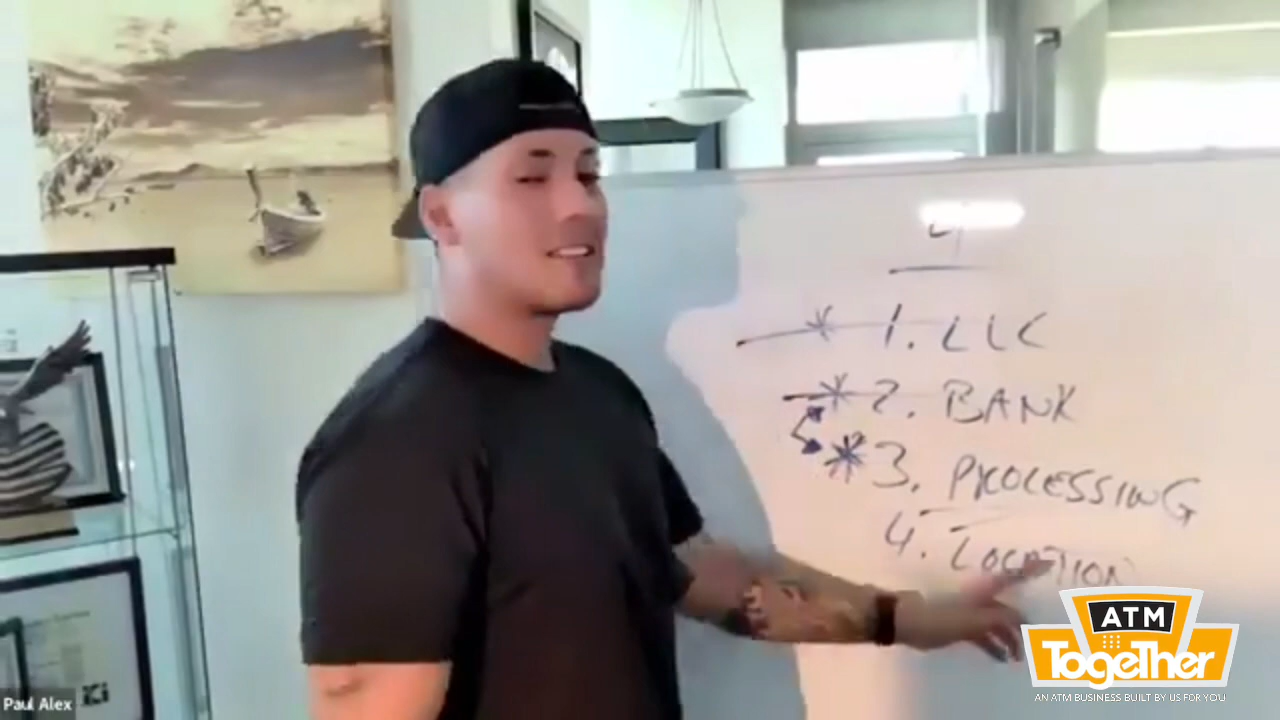 4
1. LLC
2. BANK
3. PROCESSING
4. LOCATION
ATM
TogeTher
AN ATM BUSINESS BUILT BY US FOR YOU
Paul Alex